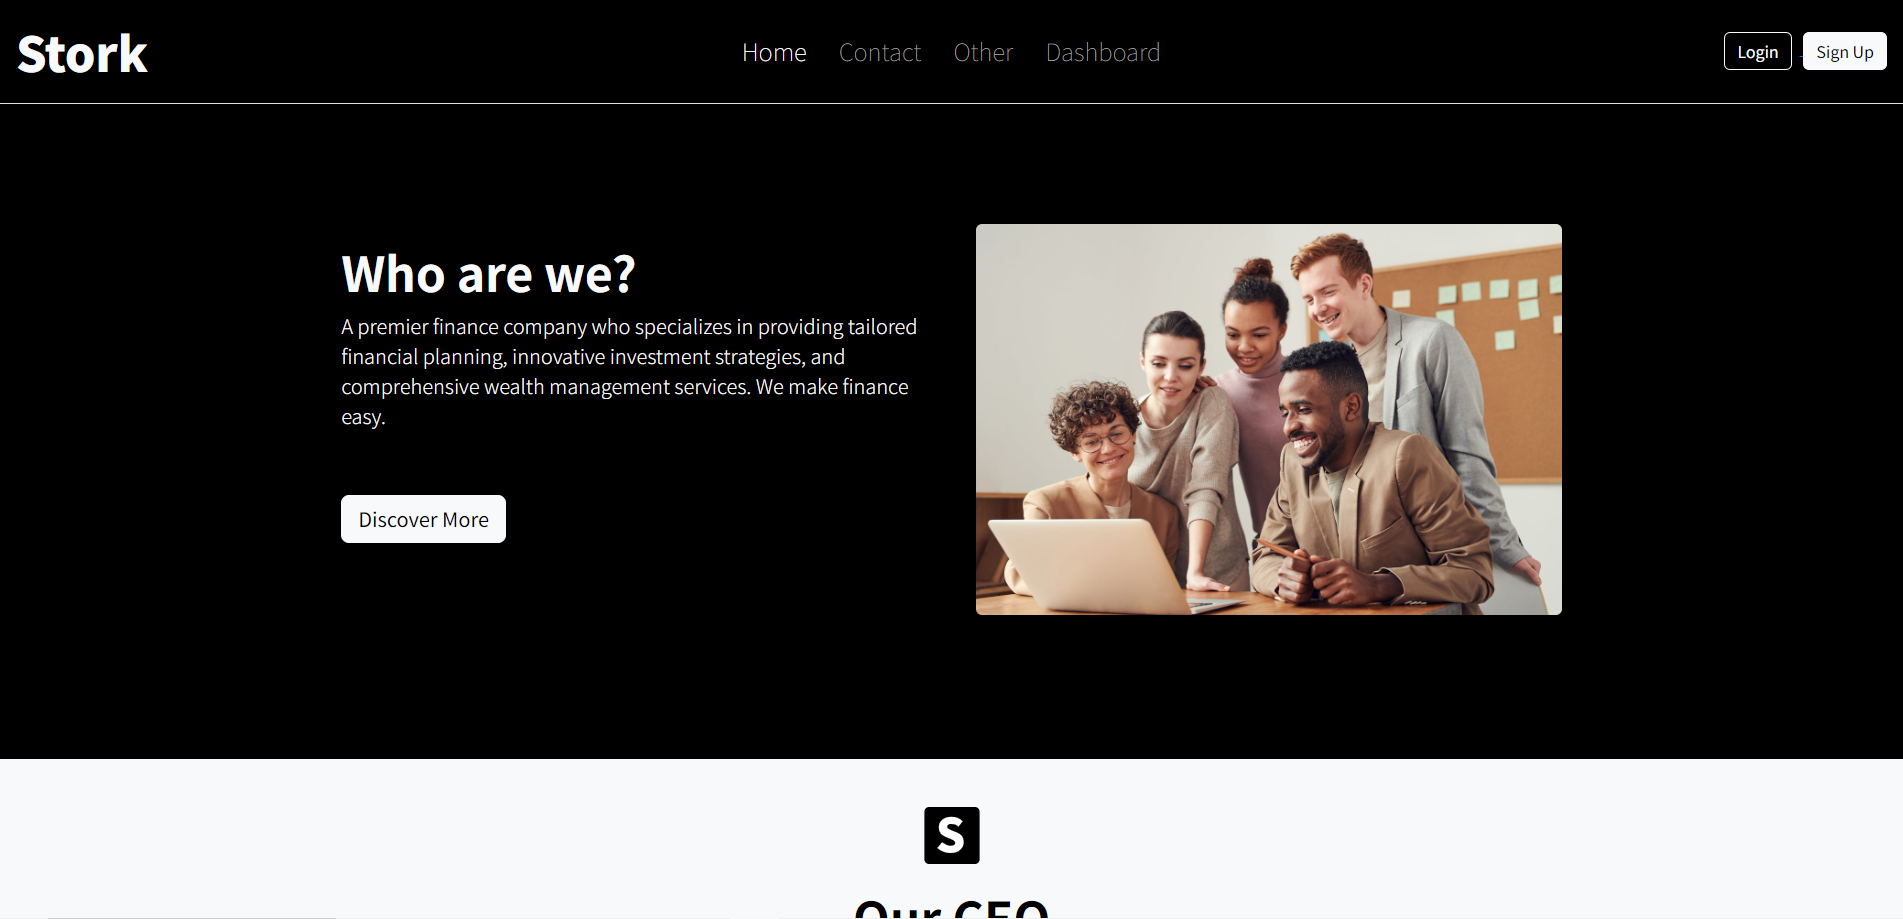 Stork
Home Contact Other Dashboard
Login Sign Up
Who are we?
A premier finance company who specializes in providing tailored
financial planning, innovative investment strategies, and
comprehensive wealth management services. We make finance
easy.
Discover More
S
Our CEO